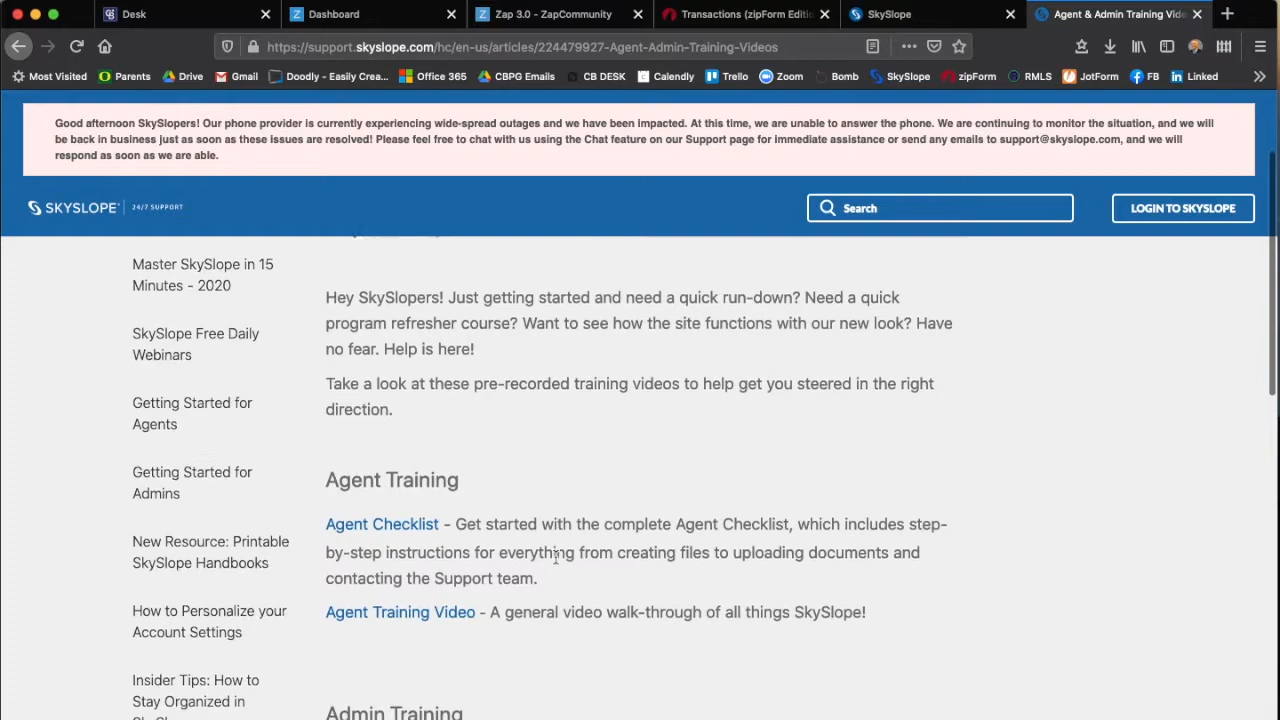 Desk
Dashboard
Zap 3.0 - ZapCommunity
Transactions (zipForm Editio
SkySlope
Agent & Admin Training Vide
https://support.skyslope.com/hc/en-us/articles/224479927-Agent-Admin-Training-Videos
Most Visited
Parents
Drive
Gmail
Doodly - Easily Crea...
Office 365
CBPG Emails
CB DESK
Calendly
Trello
Zoom
Bomb
SkySlope
zipForm
RMLS
JotForm
FB
Linked
Good afternoon SkySlopers! Our phone provider is currently experiencing wide-spread outages and we have been impacted. At this time, we are unable to answer the phone. We are continuing to monitor the situation, and we will
be back in business just as soon as these issues are resolved! Please feel free to chat with us using the Chat feature on our Support page for immediate assistance or send any emails to support@skyslope.com, and we will
respond as soon as we are able.
SKYSLOPE
24/7 SUPPORT
Search
LOGIN TO SKYSLOPE
Master SkySlope in 15
Minutes - 2020
SkySlope Free Daily
Webinars
Getting Started for
Agents
Getting Started for
Admins
New Resource: Printable
SkySlope Handbooks
How to Personalize your
Account Settings
Insider Tips: How to
Stay Organized in
Hey SkySlopers! Just getting started and need a quick run-down? Need a quick
program refresher course? Want to see how the site functions with our new look? Have
no fear. Help is here!
Take a look at these pre-recorded training videos to help get you steered in the right
direction.
Agent Training
Agent Checklist - Get started with the complete Agent Checklist, which includes step-
by-step instructions for everything from creating files to uploading documents and
contacting the Support team.
Agent Training Video - A general video walk-through of all things SkySlope!
Admin Training